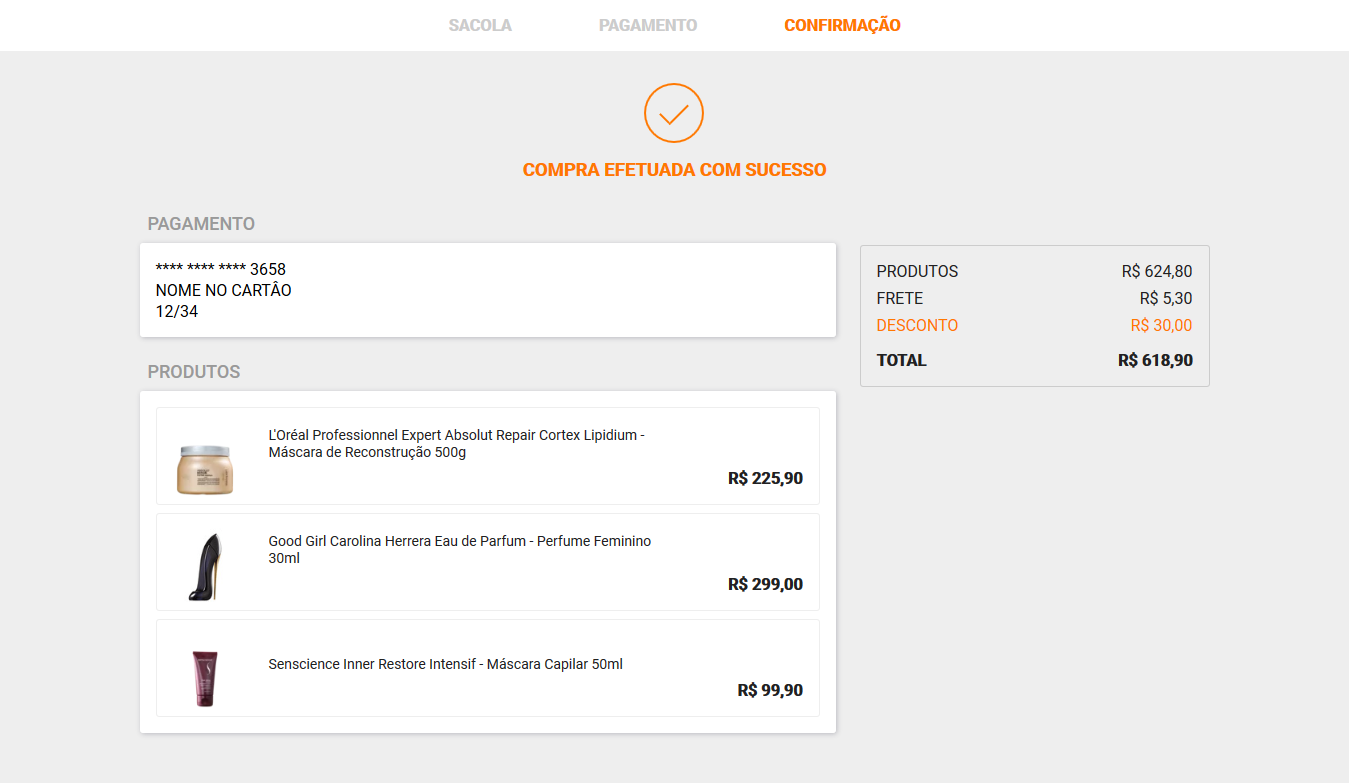 SACOLA PAGAMENTO CONFIRMAÇÃO
COMPRA EFETUADA COM SUCESSO
PAGAMENTO
**** **** **** 3658
NOME NO CARTÂO
12/34
PRODUTOS R$ 624,80
FRETE R$ 5,30
DESCONTO R$ 30,00
TOTAL R$ 618,90
PRODUTOS
L'Oréal Professionnel Expert Absolut Repair Cortex Lipidium -
Máscara de Reconstrução 500g
R$ 225,90
Good Girl Carolina Herrera Eau de Parfum - Perfume Feminino
30ml
R$ 299,00
Senscience Inner Restore Intensif - Máscara Capilar 50ml
R$ 99,90